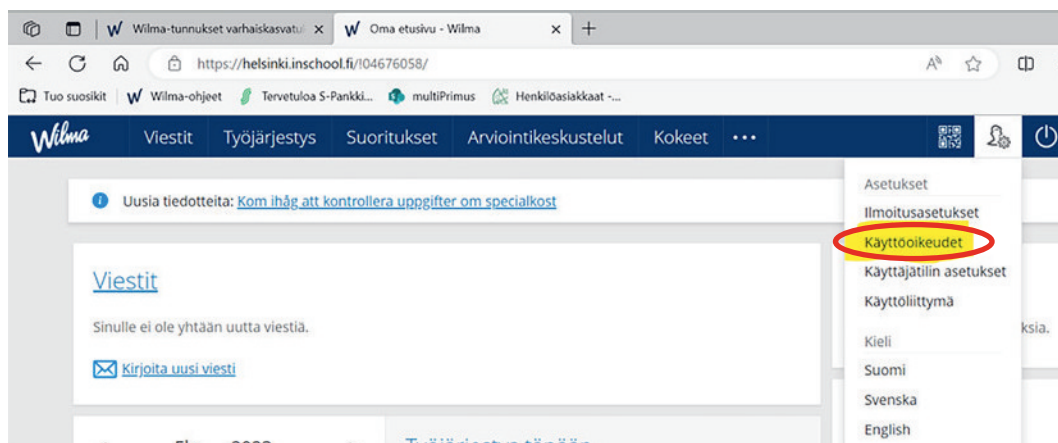 Wilma-tunnukset varhaiskasvatu
Oma etusivu - Wilma
https://helsinki.inschool.fi/!04676058/
Tuo suosikit
Wilma-ohjeet
Tervetuloa S-Pankki...
multiPrimus
Henkilöasiakkaat -...
Wilma
Viestit
Työjärjestys
Suoritukset
Arviointikeskustelut
Kokeet
Uusia tiedotteita: Kom ihåg att kontrollera uppgifter om specialkost
Viestit
Sinulle ei ole yhtään uutta viestiä.
Kirjoita uusi viesti
Asetukset
Ilmoitusasetukset
Käyttöoikeudet
Käyttäjätilin asetukset
Käyttöliittymä
Kieli
Suomi
Svenska
English
ksia.